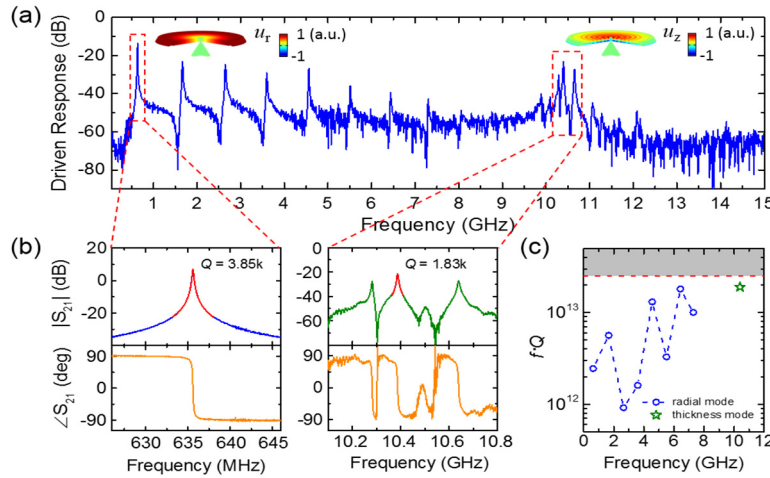 (a)
Driven Response (dB)
0
-20
-40
-60
-80
u_r
1 (a.u.)
-1
u_z
1 (a.u.)
-1
1 2 3 4 5 6 7 8 9 10 11 12 13 14 15
Frequency (GHz)
(b)
|S21| (dB)
20
0
-20
Q = 3.85k
∠S21 (deg)
90
0
-90
630 635 640 645
Frequency (MHz)
0
-20
-40
-60
Q = 1.83k
90
0
-90
10.2 10.4 10.6 10.8
Frequency (GHz)
(c)
f·Q
10^13
10^12
radial mode
thickness mode
0 2 4 6 8 10 12
Frequency (GHz)